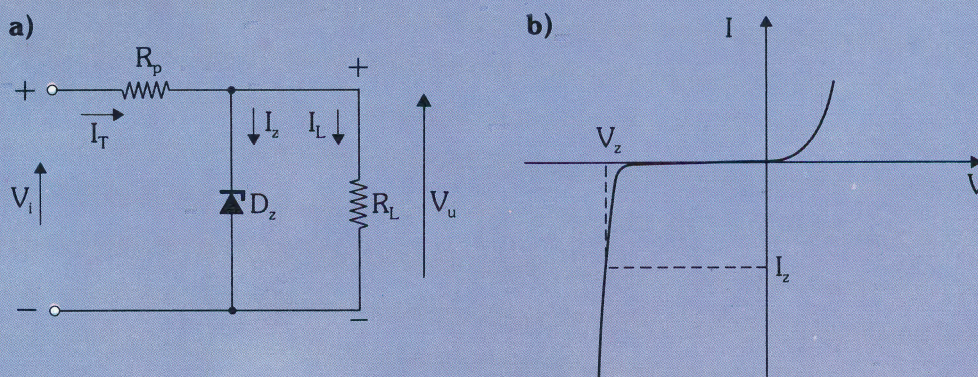 a)
R_p
+
+
I_T
I_z
I_L
V_i
D_z
R_L
V_u
−
−
b)
I
V_z
V
I_z